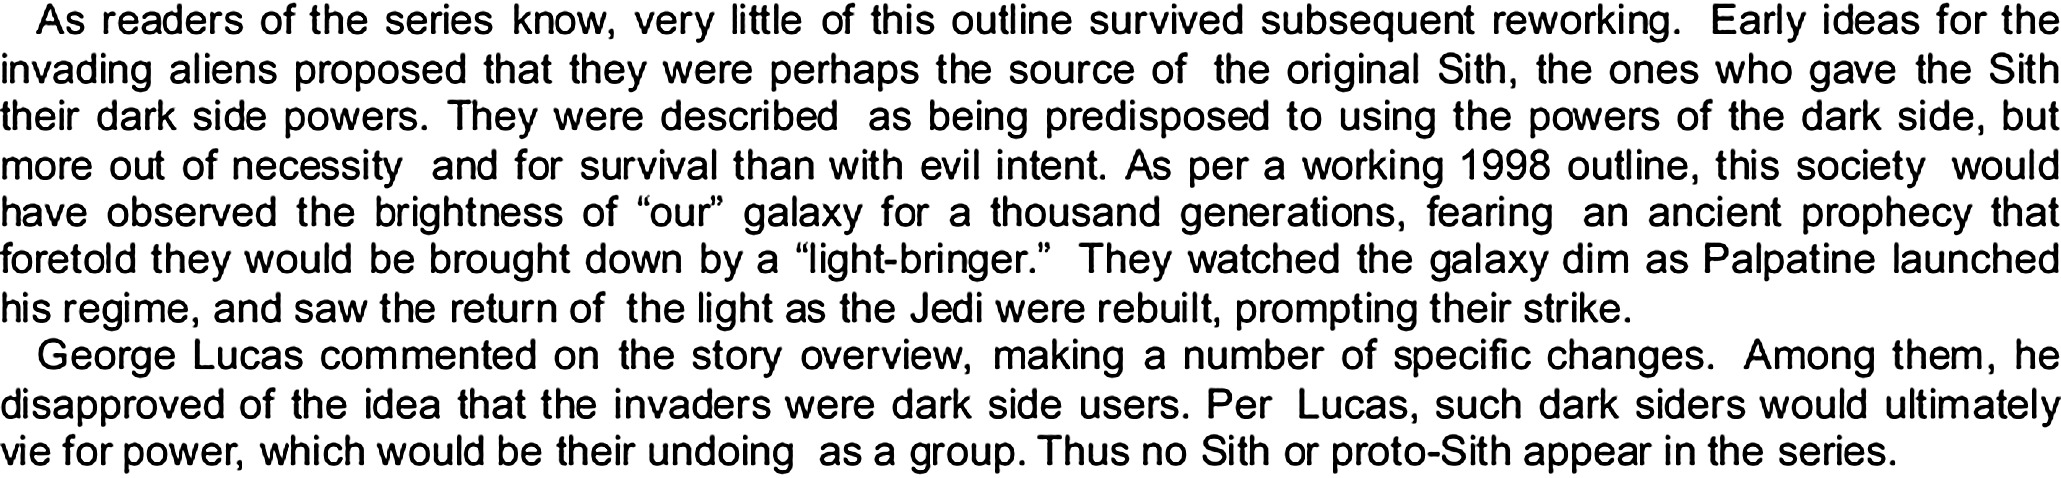 As readers of the series know, very little of this outline survived subsequent reworking. Early ideas for the
invading aliens proposed that they were perhaps the source of the original Sith, the ones who gave the Sith
their dark side powers. They were described as being predisposed to using the powers of the dark side, but
more out of necessity and for survival than with evil intent. As per a working 1998 outline, this society would
have observed the brightness of “our” galaxy for a thousand generations, fearing an ancient prophecy that
foretold they would be brought down by a “light-bringer.” They watched the galaxy dim as Palpatine launched
his regime, and saw the return of the light as the Jedi were rebuilt, prompting their strike.
George Lucas commented on the story overview, making a number of specific changes. Among them, he
disapproved of the idea that the invaders were dark side users. Per Lucas, such dark siders would ultimately
vie for power, which would be their undoing as a group. Thus no Sith or proto-Sith appear in the series.